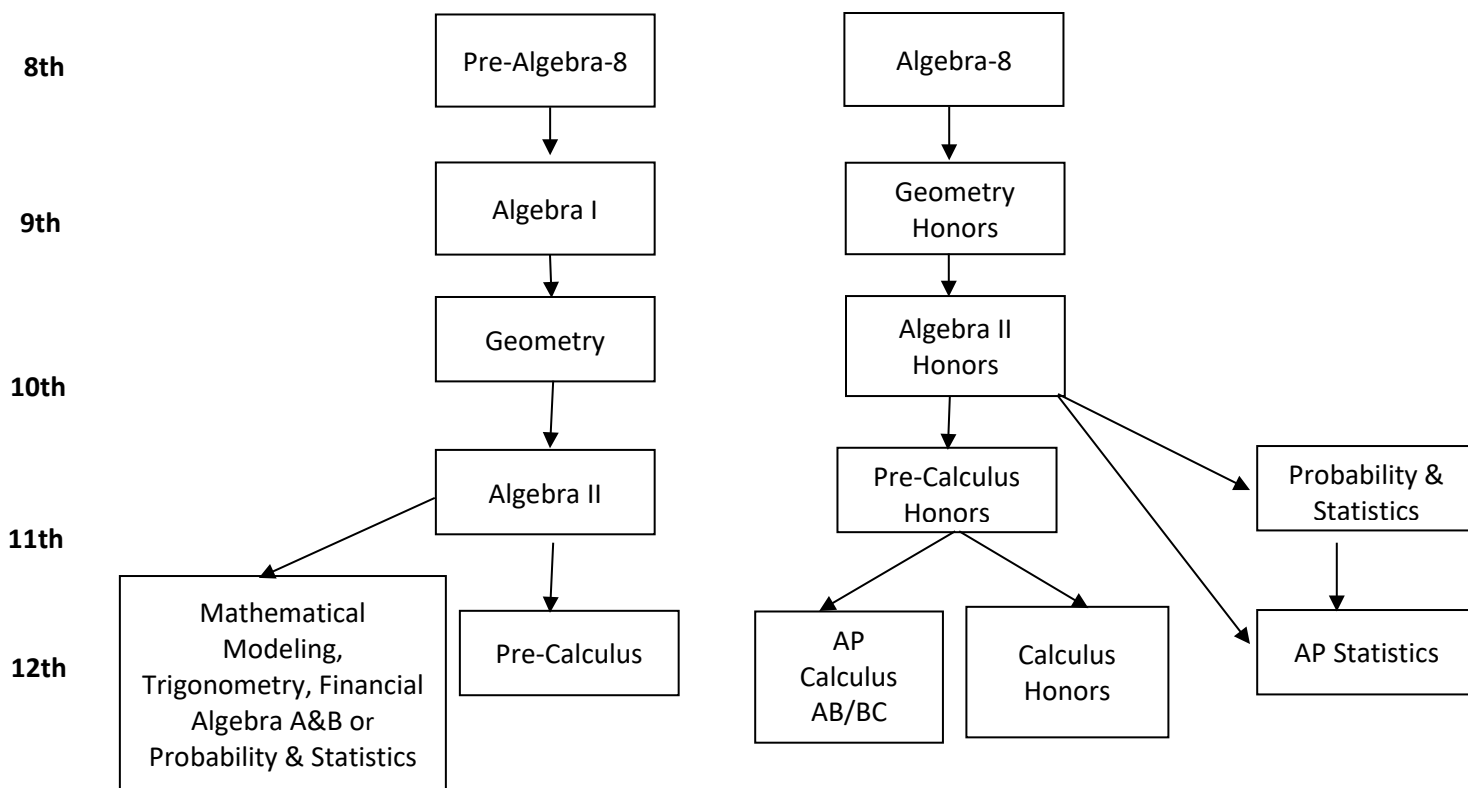 8th
Pre-Algebra-8
Algebra-8
9th
Algebra I
Geometry
Honors
10th
Geometry
Algebra II
Honors
11th
Algebra II
Pre-Calculus
Honors
Probability &
Statistics
12th
Mathematical
Modeling,
Trigonometry, Financial
Algebra A&B or
Probability & Statistics
Pre-Calculus
AP
Calculus
AB/BC
Calculus
Honors
AP Statistics